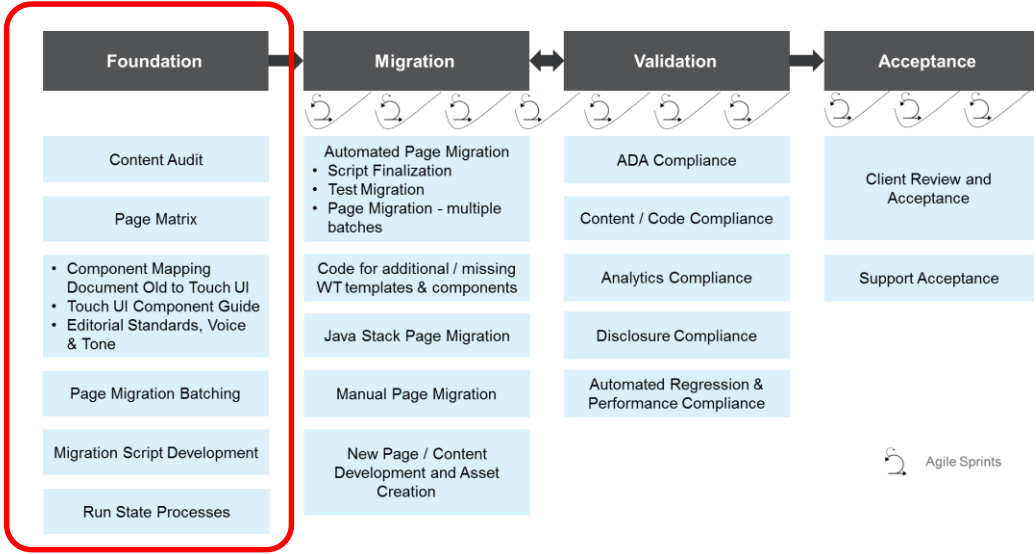 Foundation
Migration
Validation
Acceptance
Content Audit
Page Matrix
• Component Mapping
Document Old to Touch UI
• Touch UI Component Guide
• Editorial Standards, Voice
& Tone
Page Migration Batching
Migration Script Development
Run State Processes
Automated Page Migration
• Script Finalization
• Test Migration
• Page Migration - multiple
batches
Code for additional / missing
WT templates & components
Java Stack Page Migration
Manual Page Migration
New Page / Content
Development and Asset
Creation
ADA Compliance
Content / Code Compliance
Analytics Compliance
Disclosure Compliance
Automated Regression &
Performance Compliance
Client Review and
Acceptance
Support Acceptance
Agile Sprints